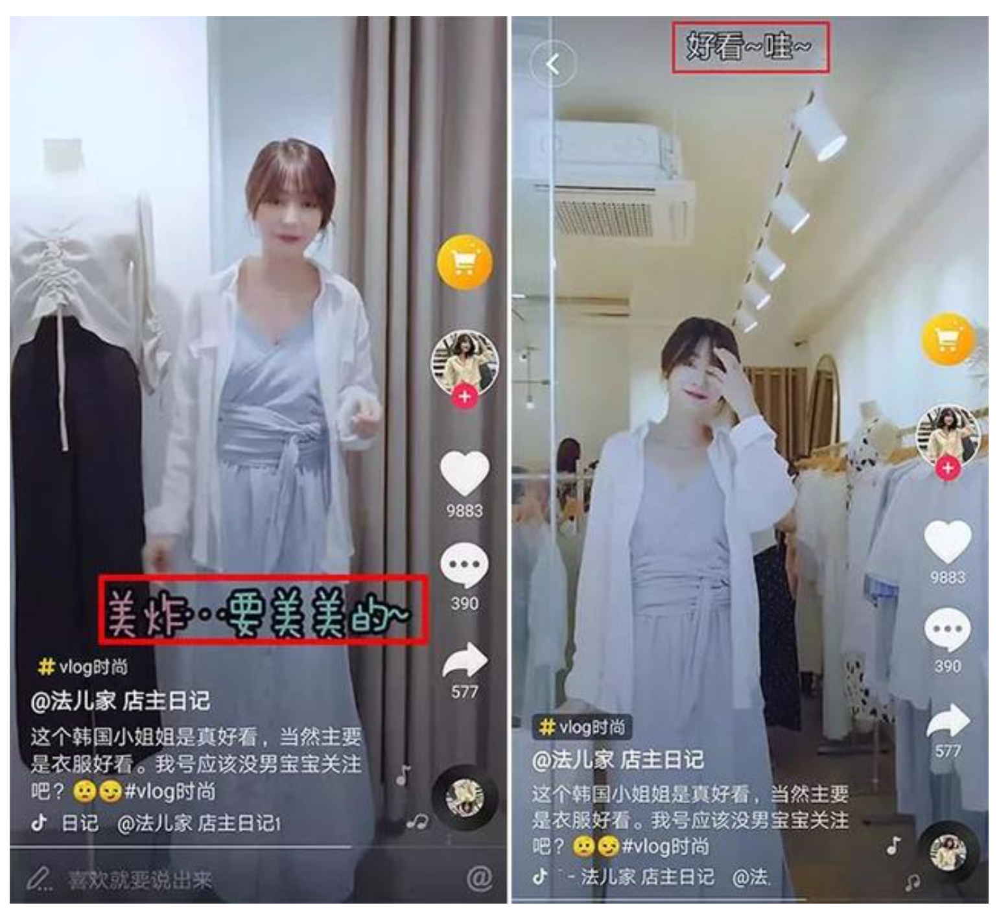 美炸···要美美的~
9883
390
577
# vlog时尚
@法儿家 店主日记
这个韩国小姐姐是真好看，当然主要
是衣服好看。我号应该没男宝宝关注
吧？😟😏#vlog时尚
日记 @法儿家 店主日记1
喜欢就要说出来
@
好看~哇~
9883
390
577
# vlog时尚
@法儿家 店主日记
这个韩国小姐姐是真好看，当然主要
是衣服好看。我号应该没男宝宝关注
吧？😟😏#vlog时尚
- 法儿家 店主日记 @法